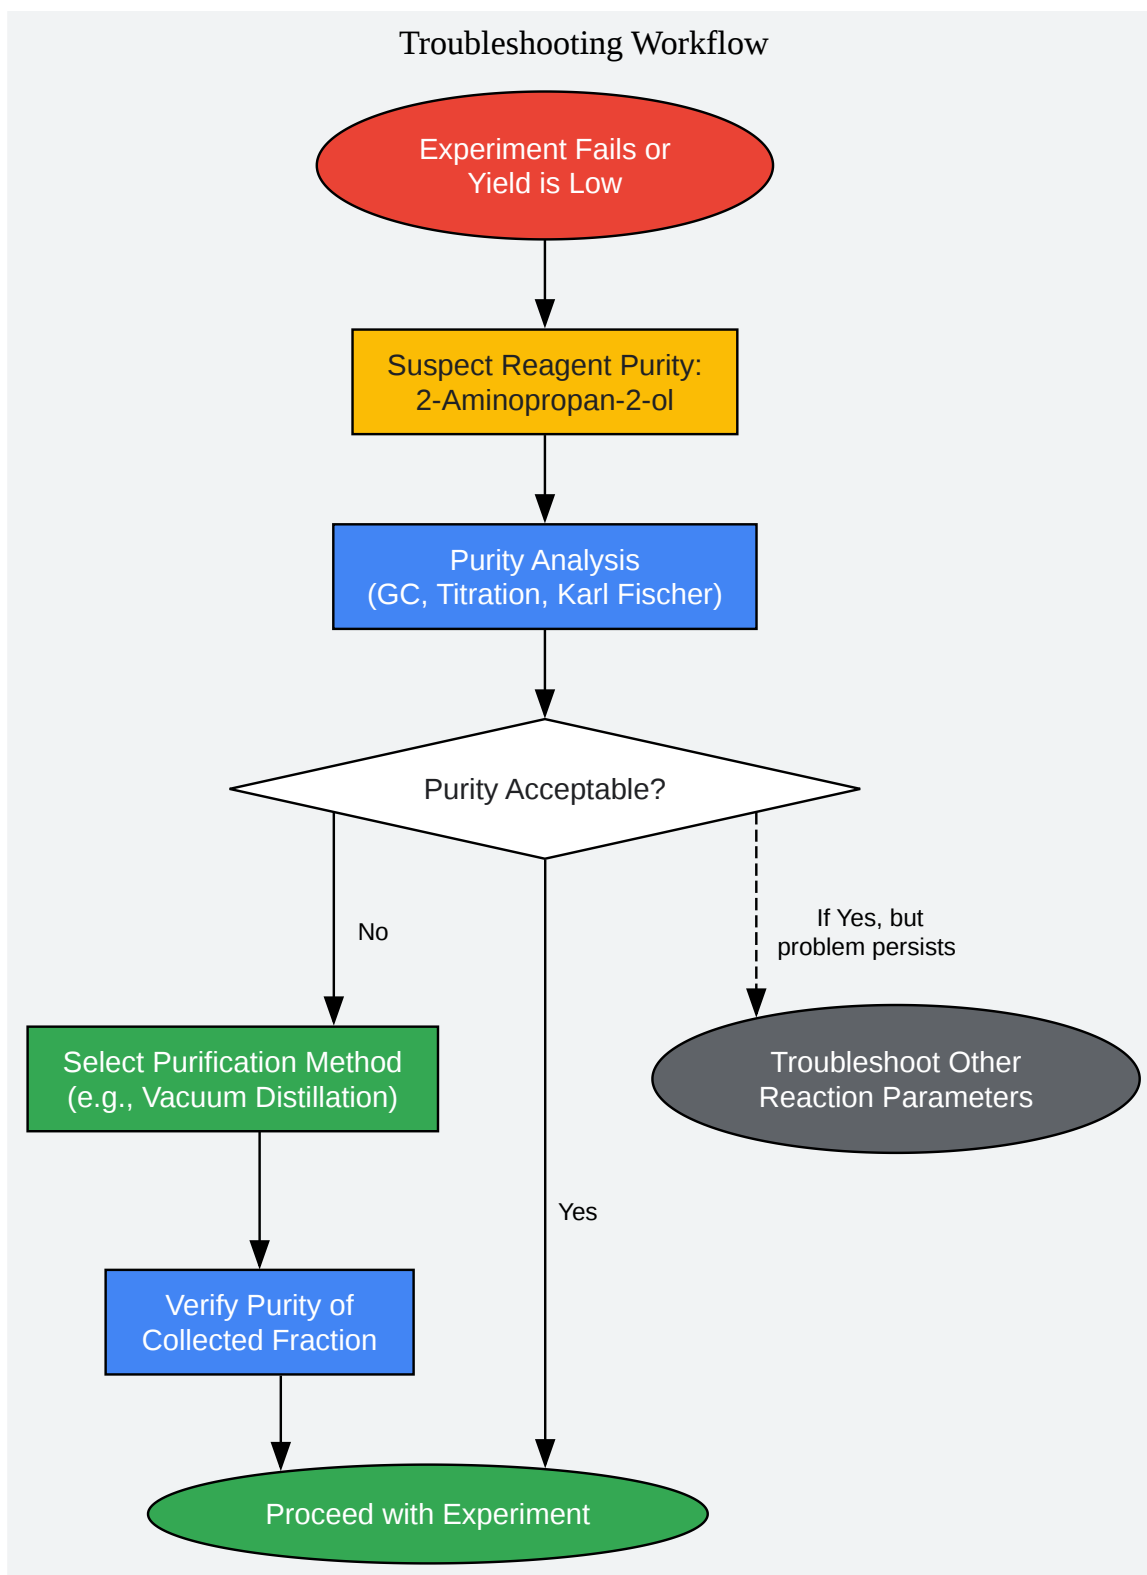 Troubleshooting Workflow
Experiment Fails or
Yield is Low
Suspect Reagent Purity:
2-Aminopropan-2-ol
Purity Analysis
(GC, Titration, Karl Fischer)
Purity Acceptable?
No
If Yes, but
problem persists
Select Purification Method
(e.g., Vacuum Distillation)
Troubleshoot Other
Reaction Parameters
Yes
Verify Purity of
Collected Fraction
Proceed with Experiment